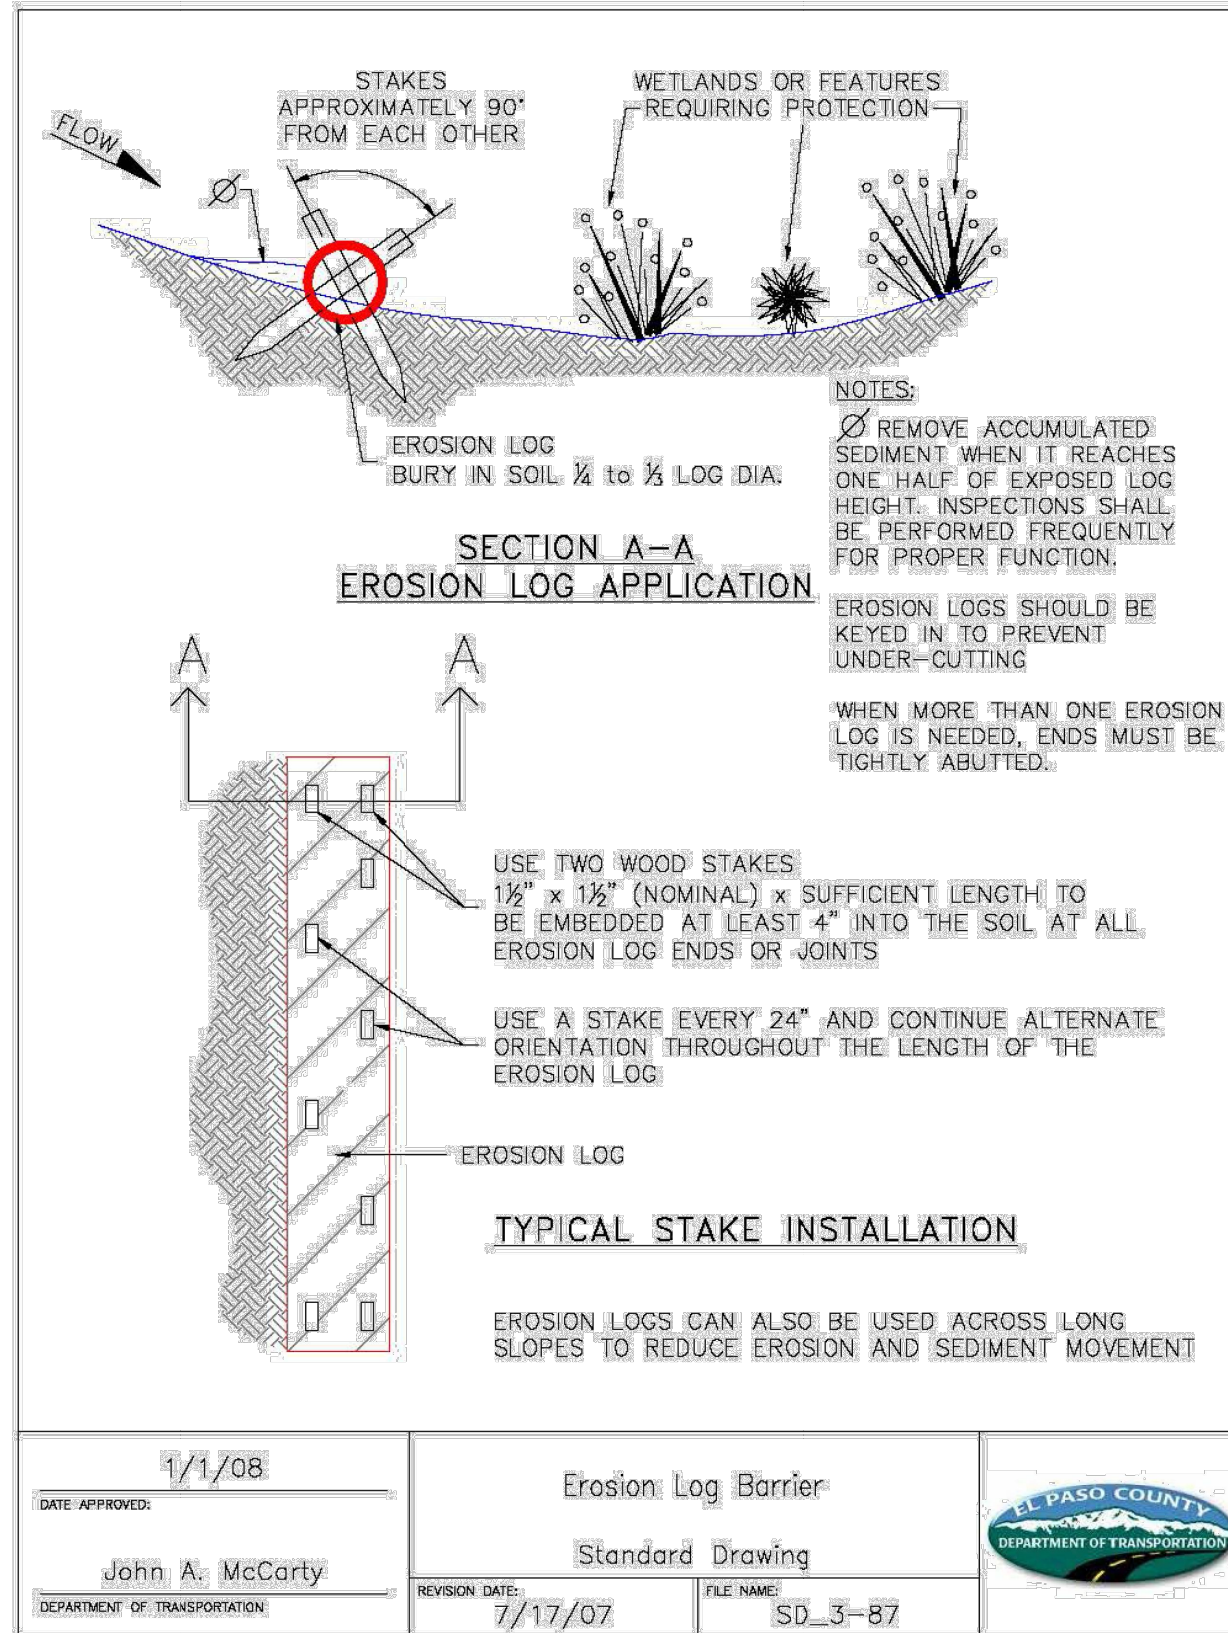 STAKES
APPROXIMATELY 90°
FROM EACH OTHER
WETLANDS OR FEATURES
REQUIRING PROTECTION
FLOW
Ø
EROSION LOG
BURY IN SOIL ¼ to ⅓ LOG DIA.
SECTION A-A
EROSION LOG APPLICATION
NOTES:
Ø REMOVE ACCUMULATED
SEDIMENT WHEN IT REACHES
ONE HALF OF EXPOSED LOG
HEIGHT. INSPECTIONS SHALL
BE PERFORMED FREQUENTLY
FOR PROPER FUNCTION.
EROSION LOGS SHOULD BE
KEYED IN TO PREVENT
UNDER-CUTTING
WHEN MORE THAN ONE EROSION
LOG IS NEEDED, ENDS MUST BE
TIGHTLY ABUTTED.
A A
USE TWO WOOD STAKES
1½" x 1½" (NOMINAL) x SUFFICIENT LENGTH TO
BE EMBEDDED AT LEAST 4" INTO THE SOIL AT ALL
EROSION LOG ENDS OR JOINTS
USE A STAKE EVERY 24" AND CONTINUE ALTERNATE
ORIENTATION THROUGHOUT THE LENGTH OF THE
EROSION LOG
EROSION LOG
TYPICAL STAKE INSTALLATION
EROSION LOGS CAN ALSO BE USED ACROSS LONG
SLOPES TO REDUCE EROSION AND SEDIMENT MOVEMENT
1/1/08
DATE APPROVED:
John A. McCarty
DEPARTMENT OF TRANSPORTATION
Erosion Log Barrier
Standard Drawing
REVISION DATE:
7/17/07
FILE NAME:
SD_3-87
EL PASO COUNTY
DEPARTMENT OF TRANSPORTATION